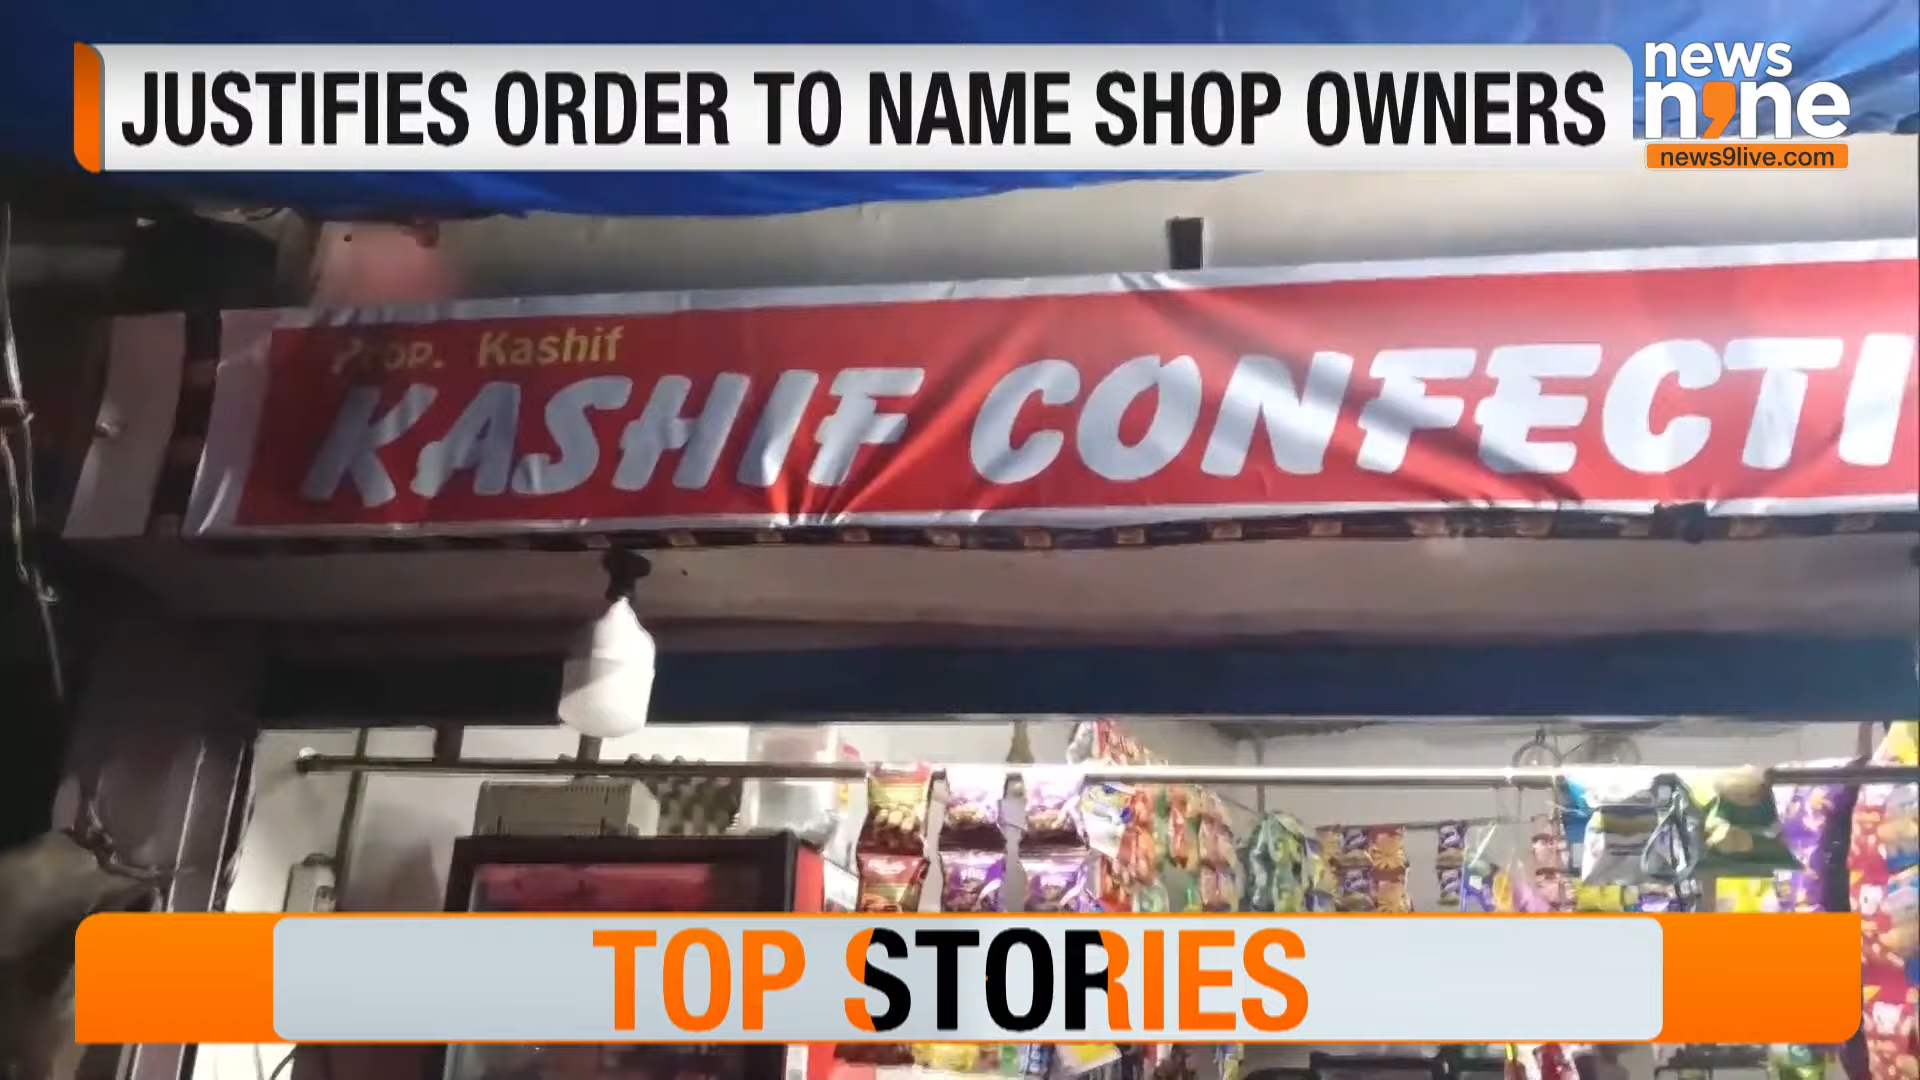 JUSTIFIES ORDER TO NAME SHOP OWNERS
news
nine
news9live.com
Prop. Kashif
KASHIF CONFECTI
TOP STORIES